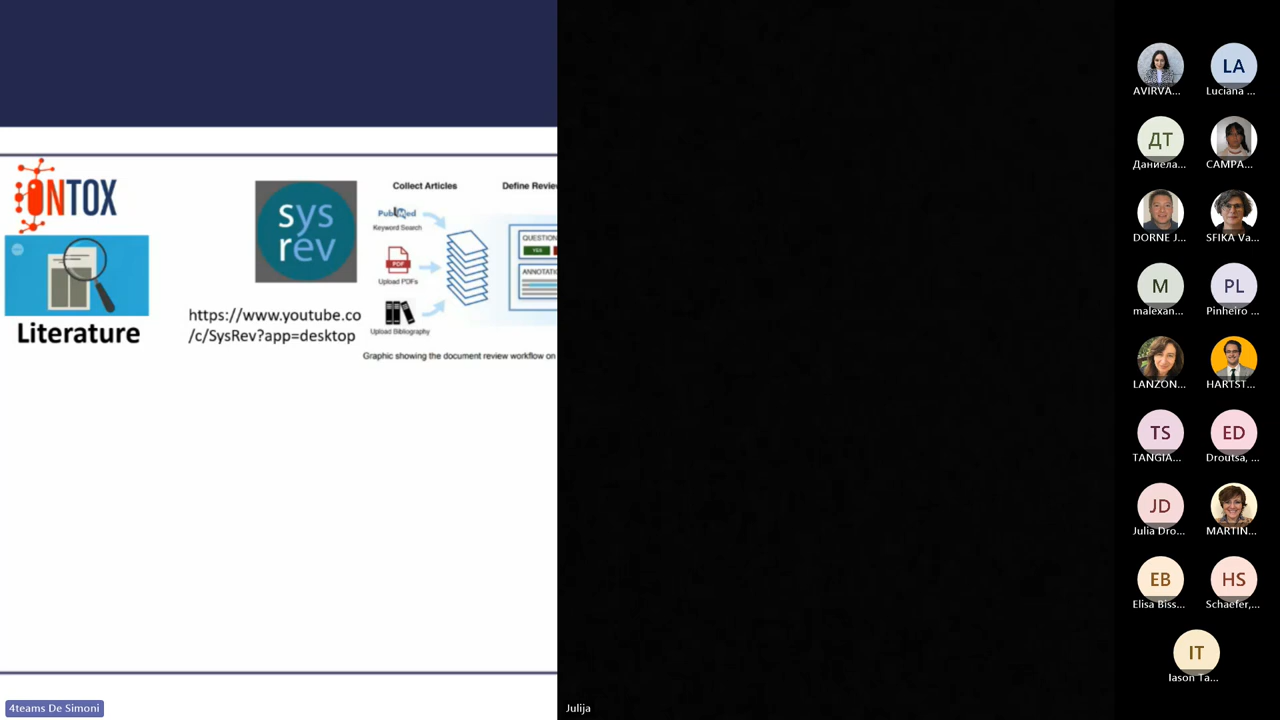 ONTOX
Literature
sys
rev
https://www.youtube.co
/c/SysRev?app=desktop
Collect Articles
Define Review
PubMed
Keyword Search
PDF
Upload PDFs
Upload Bibliography
QUESTION
YES
ANNOTATI
Graphic showing the document review workflow on
4teams De Simoni
Julija
AVIRVA...
LA
Luciana ...
ДТ
Даниела...
CAMPA...
DORNE J...
SFIKA Va...
M
malexan...
PL
Pinheiro ...
LANZON...
HARTST...
TS
TANGIA...
ED
Droutsa, ...
JD
Julia Dro...
MARTIN...
EB
Elisa Biss...
HS
Schaefer,...
IT
Iason Ta...